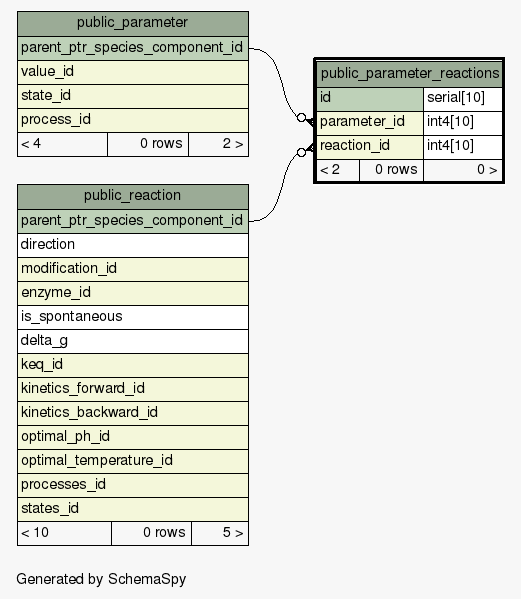 public_parameter
parent_ptr_species_component_id
value_id
state_id
process_id
< 4 0 rows 2 >
public_parameter_reactions
id serial[10]
parameter_id int4[10]
reaction_id int4[10]
< 2 0 rows 0 >
public_reaction
parent_ptr_species_component_id
direction
modification_id
enzyme_id
is_spontaneous
delta_g
keq_id
kinetics_forward_id
kinetics_backward_id
optimal_ph_id
optimal_temperature_id
processes_id
states_id
< 10 0 rows 5 >
Generated by SchemaSpy